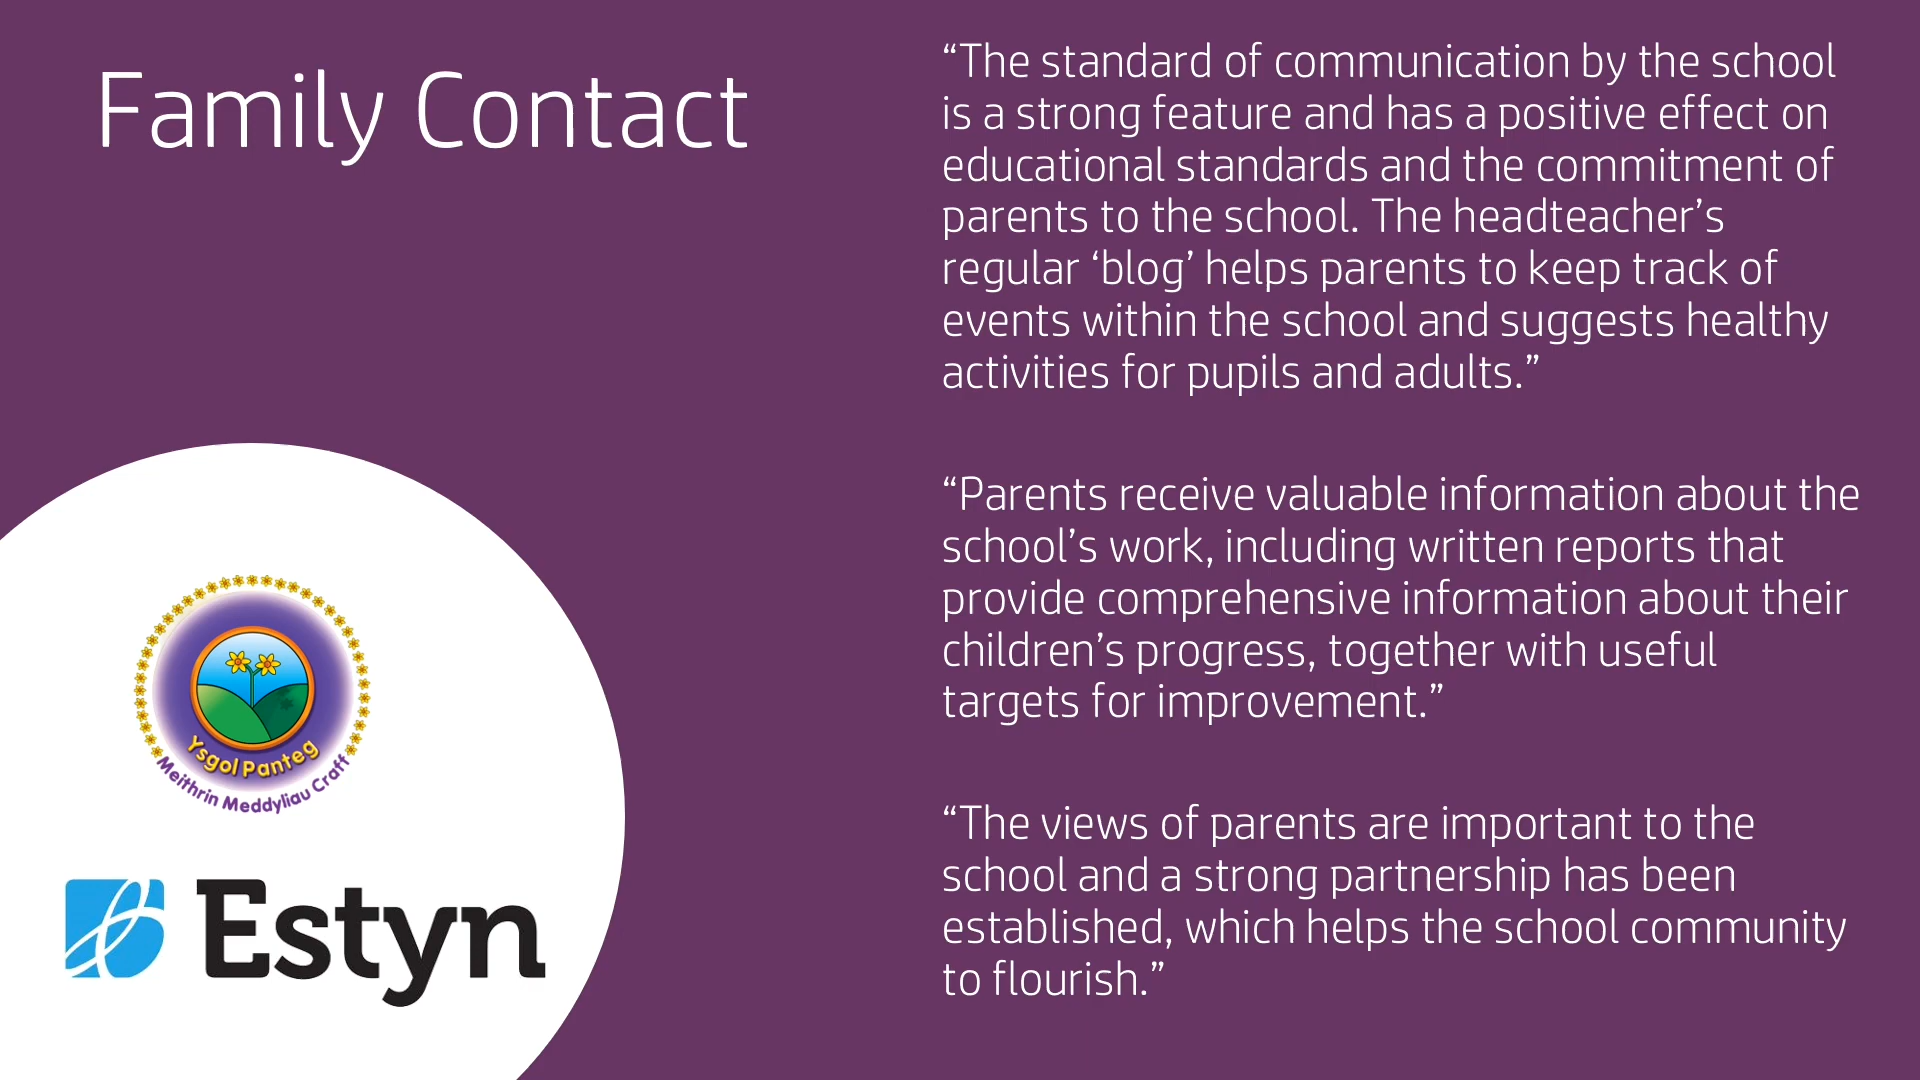 Family Contact
“The standard of communication by the school
is a strong feature and has a positive effect on
educational standards and the commitment of
parents to the school. The headteacher’s
regular ‘blog’ helps parents to keep track of
events within the school and suggests healthy
activities for pupils and adults.”
“Parents receive valuable information about the
school’s work, including written reports that
provide comprehensive information about their
children’s progress, together with useful
targets for improvement.”
“The views of parents are important to the
school and a strong partnership has been
established, which helps the school community
to flourish.”
Ysgol Panteg
Meithrin Meddyliau Craff
Estyn